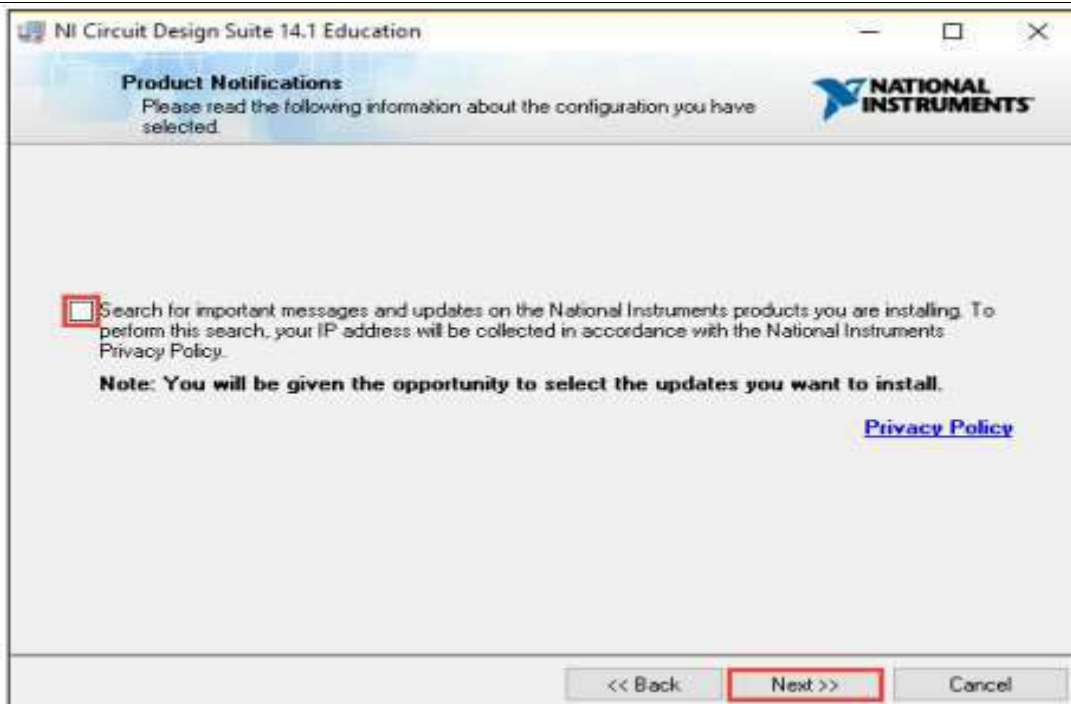 NI Circuit Design Suite 14.1 Education
Product Notifications
Please read the following information about the configuration you have
selected.
NATIONAL
INSTRUMENTS
Search for important messages and updates on the National Instruments products you are installing. To
perform this search, your IP address will be collected in accordance with the National Instruments
Privacy Policy.
Note: You will be given the opportunity to select the updates you want to install.
Privacy Policy
<< Back
Next >>
Cancel